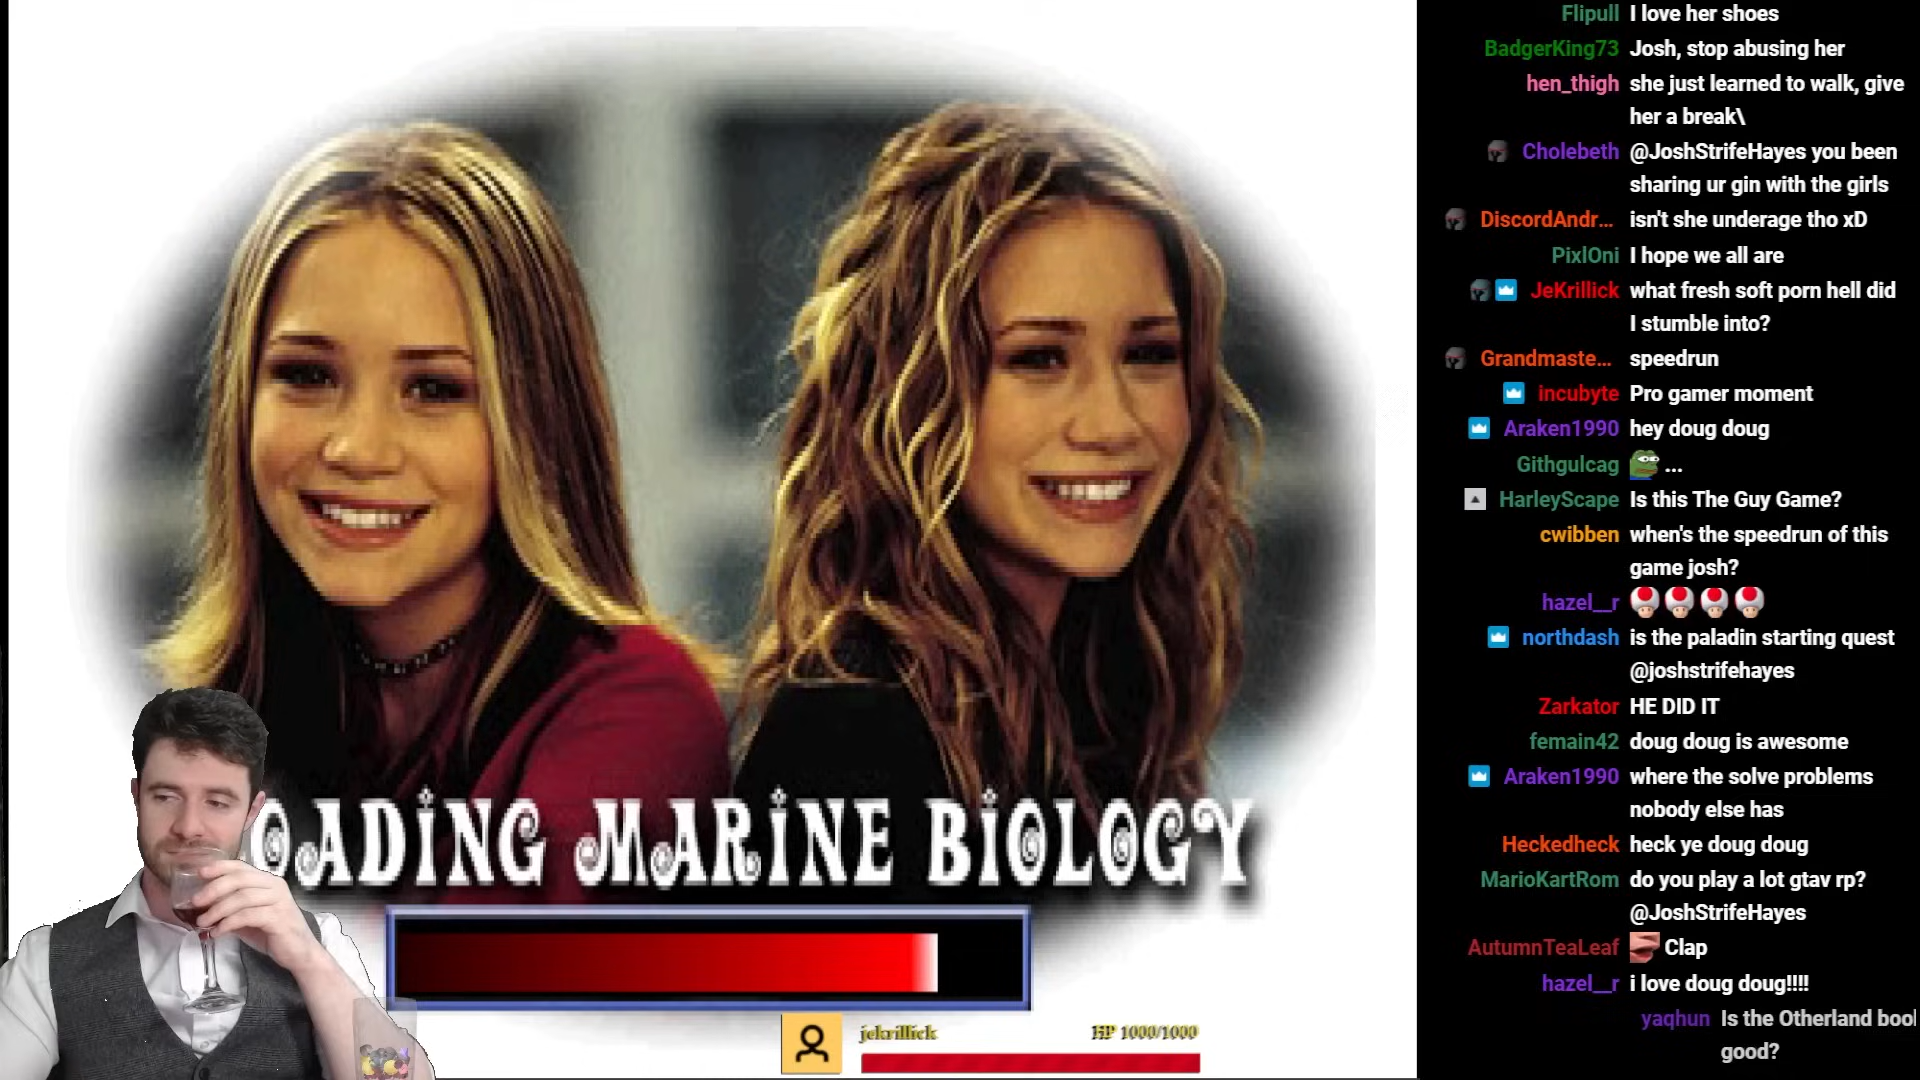 OADING MARINE BIOLOGY
jekrillick
HP 1000/1000
Flipull I love her shoes
BadgerKing73 Josh, stop abusing her
hen_thigh she just learned to walk, give
her a break\
Cholebeth @JoshStrifeHayes you been
sharing ur gin with the girls
DiscordAndr... isn't she underage tho xD
PixlOni I hope we all are
JeKrillick what fresh soft porn hell did
I stumble into?
Grandmaste... speedrun
incubyte Pro gamer moment
Araken1990 hey doug doug
Githgulcag ...
HarleyScape Is this The Guy Game?
cwibben when's the speedrun of this
game josh?
hazel__r
northdash is the paladin starting quest
@joshstrifehayes
Zarkator HE DID IT
femain42 doug doug is awesome
Araken1990 where the solve problems
nobody else has
Heckedheck heck ye doug doug
MarioKartRom do you play a lot gtav rp?
@JoshStrifeHayes
AutumnTeaLeaf Clap
hazel__r i love doug doug!!!!
yaqhun Is the Otherland bool
good?